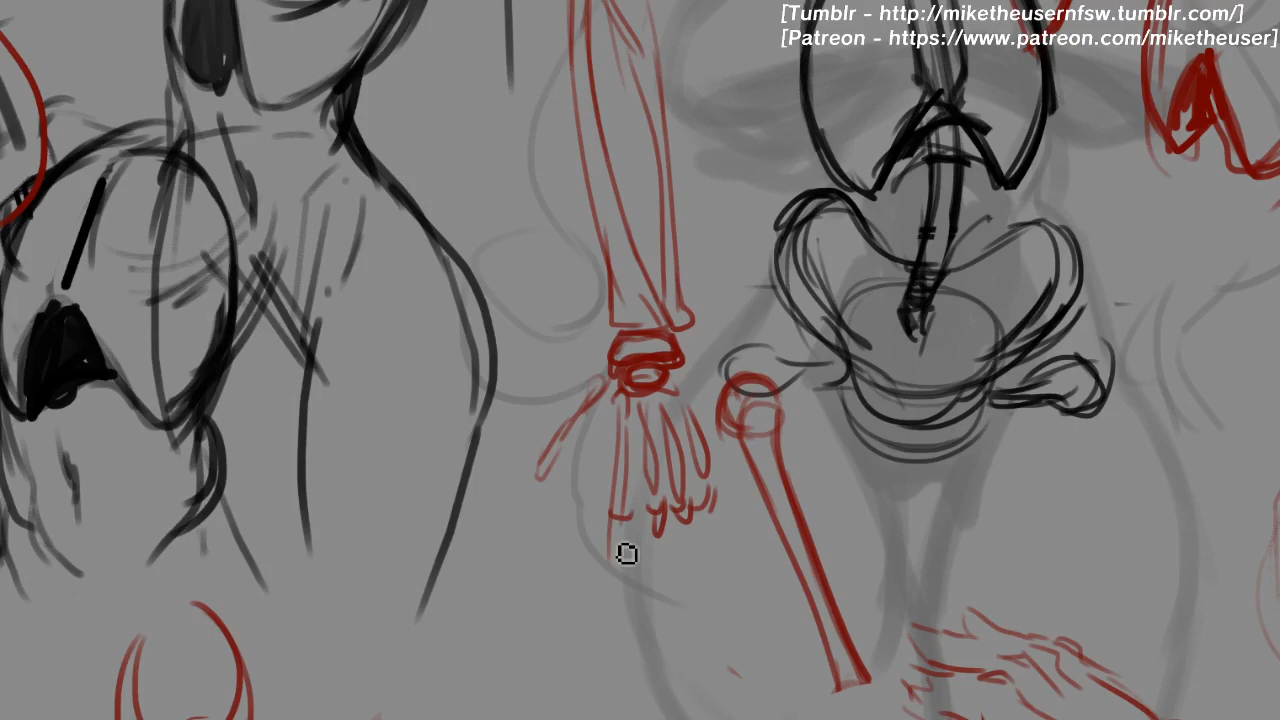 [Tumblr - http://miketheusernfsw.tumblr.com/]
[Patreon - https://www.patreon.com/miketheuser]